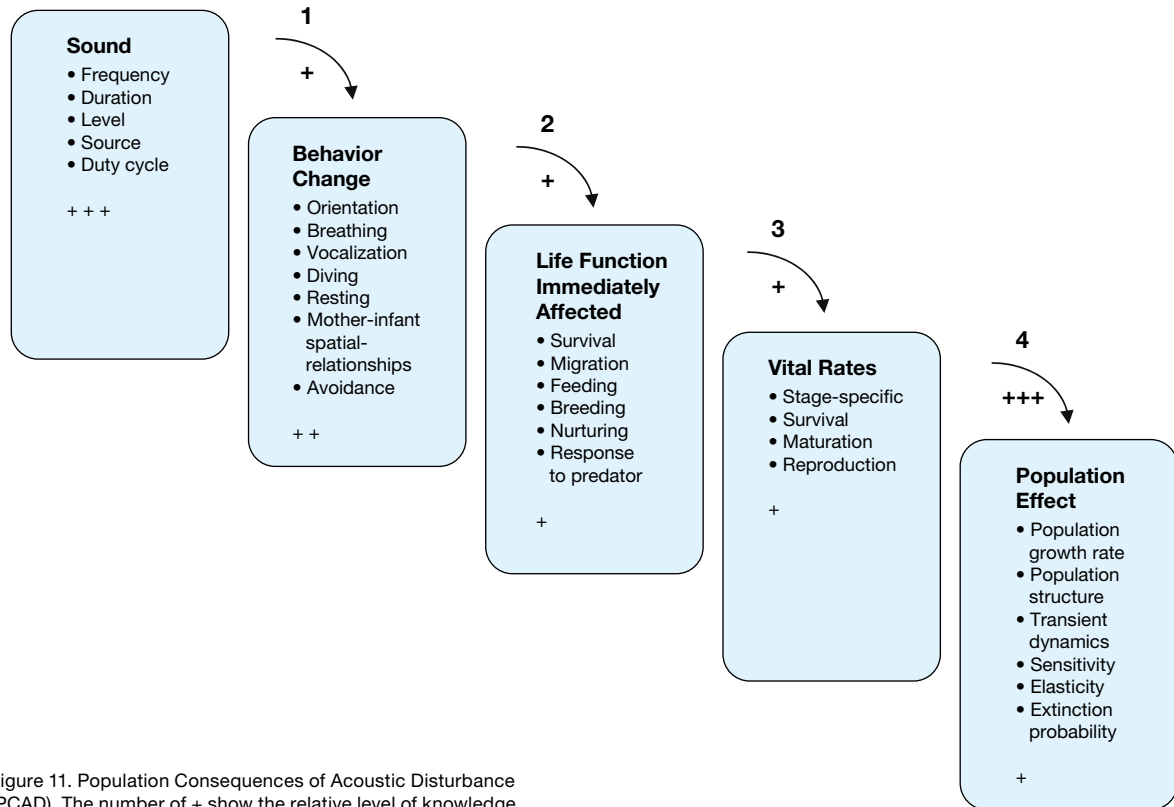 1
+
Sound
• Frequency
• Duration
• Level
• Source
• Duty cycle
+ + +
2
+
Behavior
Change
• Orientation
• Breathing
• Vocalization
• Diving
• Resting
• Mother-infant
spatial-
relationships
• Avoidance
+ +
3
+
Life Function
Immediately
Affected
• Survival
• Migration
• Feeding
• Breeding
• Nurturing
• Response
to predator
+
4
+++
Vital Rates
• Stage-specific
• Survival
• Maturation
• Reproduction
+
Population
Effect
• Population
growth rate
• Population
structure
• Transient
dynamics
• Sensitivity
• Elasticity
• Extinction
probability
+
igure 11. Population Consequences of Acoustic Disturbance
PCAD). The number of + show the relative level of knowledge